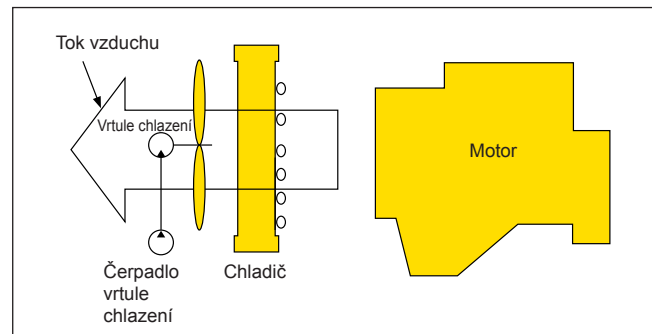 Tok vzduchu
Vrtule chlazení
Motor
Čerpadlo
vrtule
chlazení
Chladič